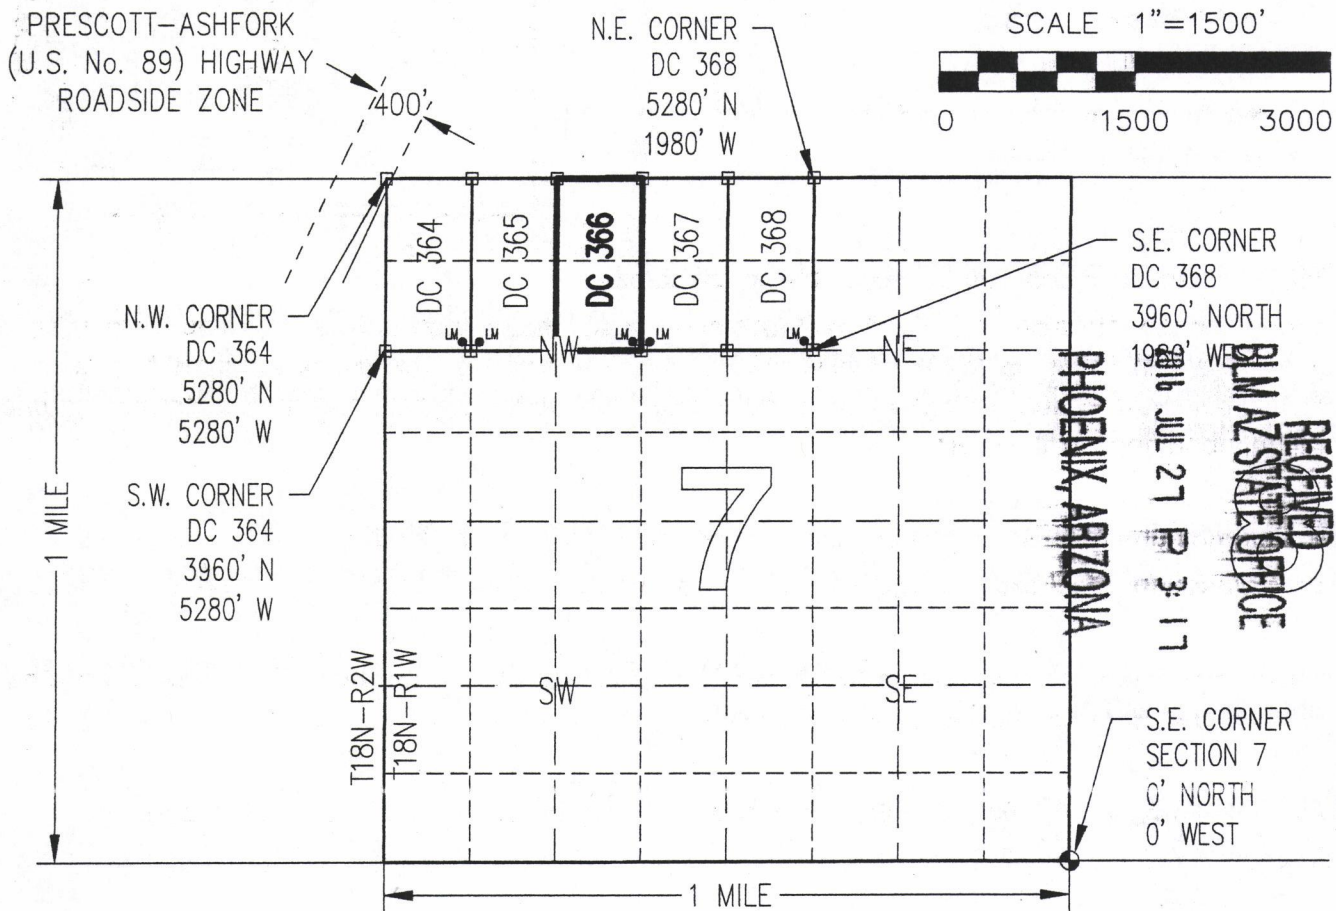 PRESCOTT-ASHFORK
(U.S. No. 89) HIGHWAY
ROADSIDE ZONE
400'
N.E. CORNER
DC 368
5280' N
1980' W
SCALE 1"=1500'
0 1500 3000
DC 364
DC 365
DC 366
DC 367
DC 368
LM LM LM LM LM
N.W. CORNER
DC 364
5280' N
5280' W
S.E. CORNER
DC 368
3960' NORTH
NW
NE
S.W. CORNER
DC 364
3960' N
5280' W
1 MILE
7
RECEIVED
BLM AZ STATE OFFICE
JUL 27 P 3:17
PHOENIX, ARIZONA
T18N-R2W
T18N-R1W
SW
SE
S.E. CORNER
SECTION 7
0' NORTH
0' WEST
1 MILE